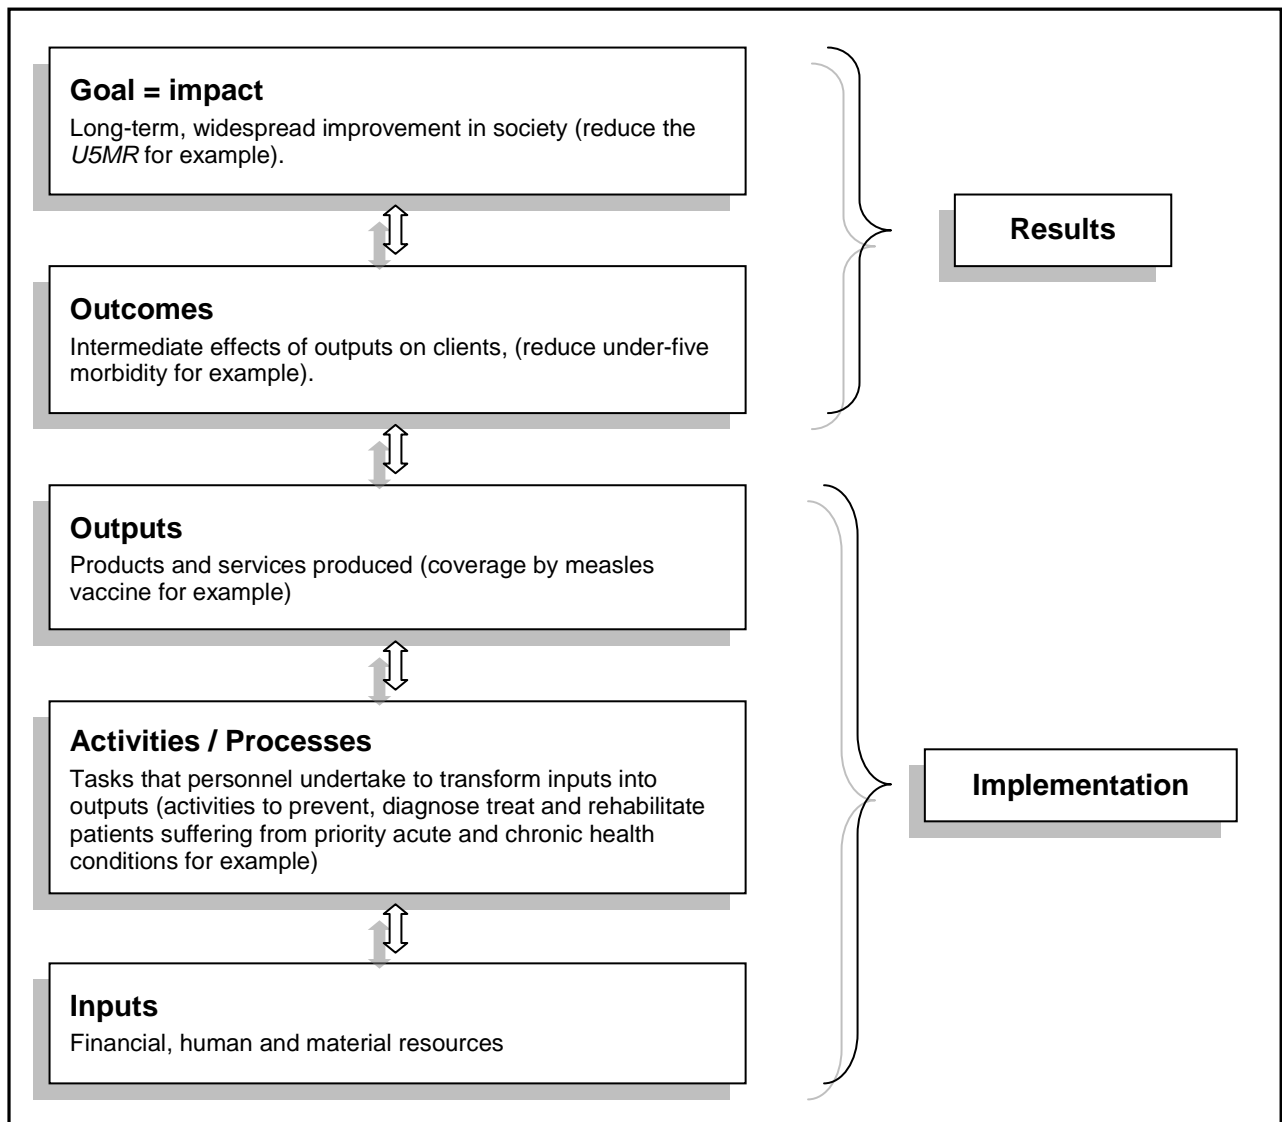 Goal = impact
Long-term, widespread improvement in society (reduce the
U5MR for example).
Results
Outcomes
Intermediate effects of outputs on clients, (reduce under-five
morbidity for example).
Outputs
Products and services produced (coverage by measles
vaccine for example)
Activities / Processes
Tasks that personnel undertake to transform inputs into
outputs (activities to prevent, diagnose treat and rehabilitate
patients suffering from priority acute and chronic health
conditions for example)
Implementation
Inputs
Financial, human and material resources